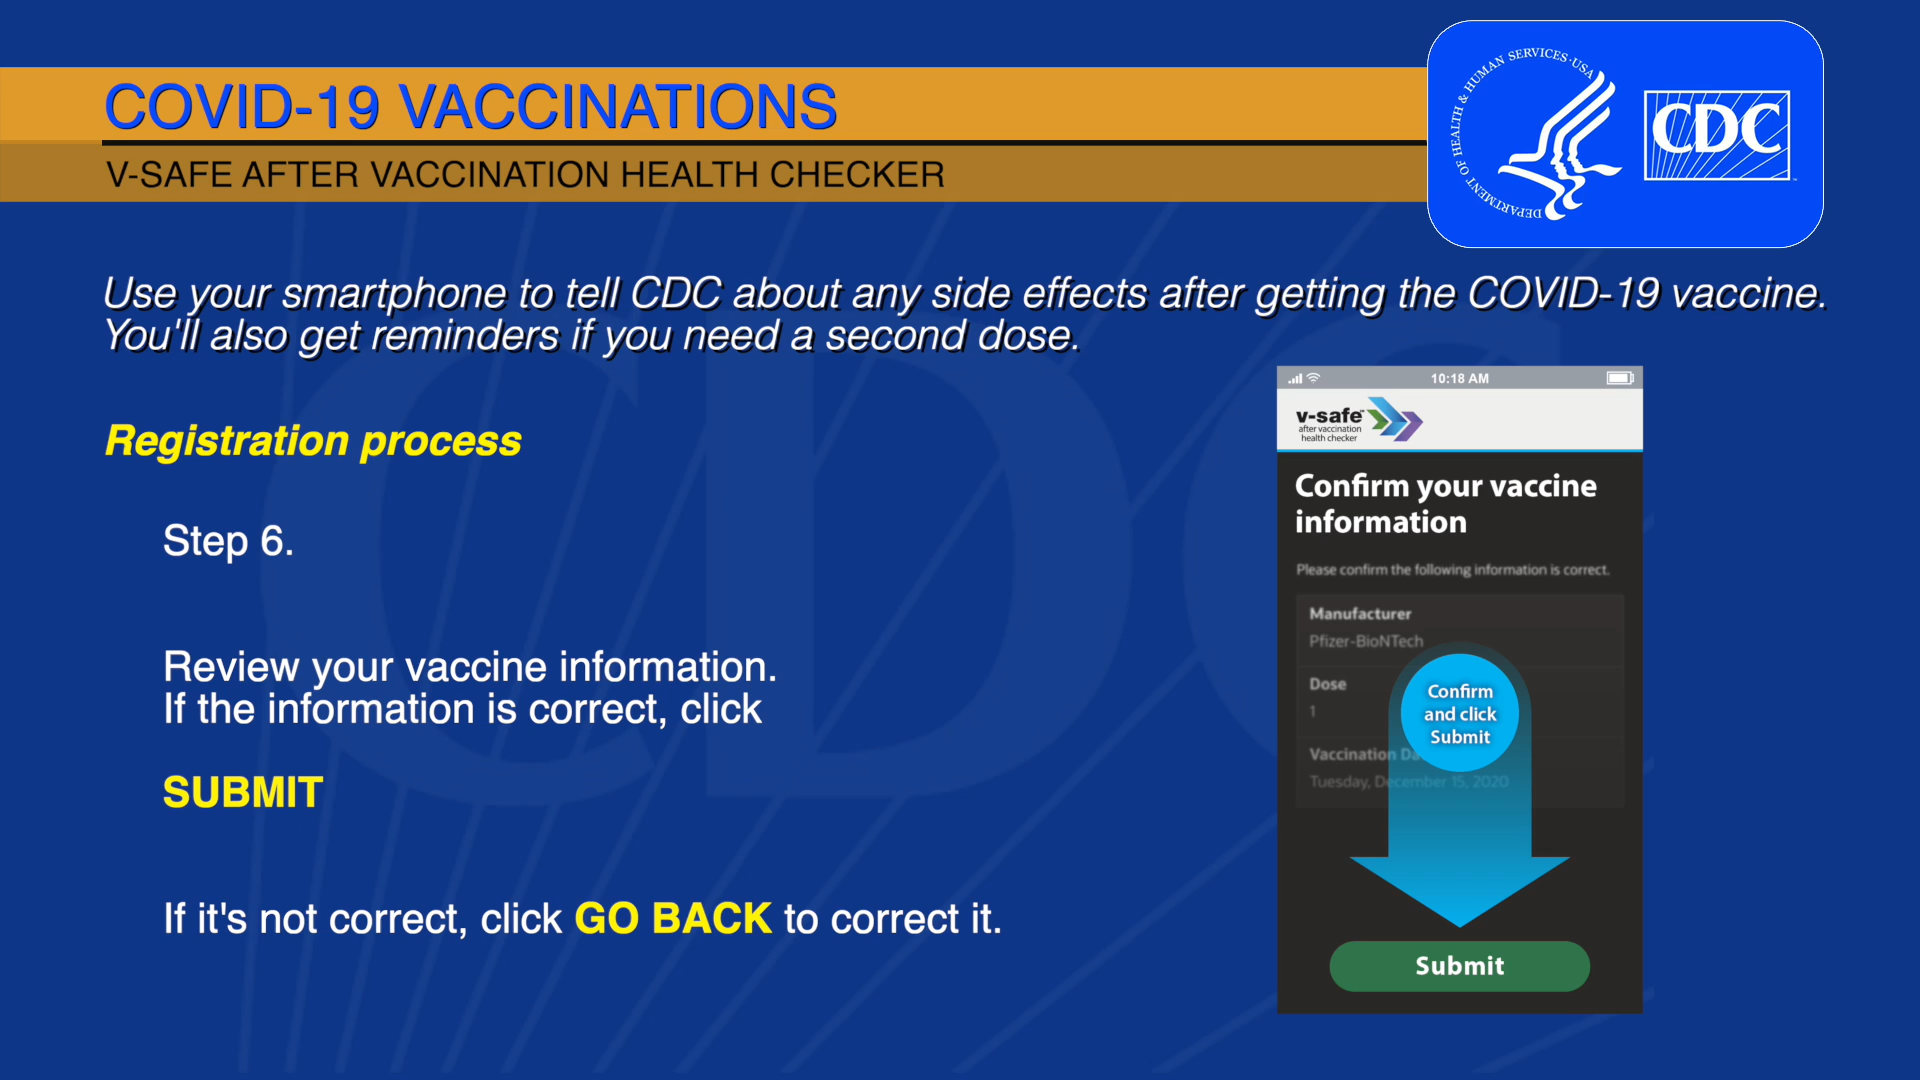 COVID-19 VACCINATIONS
V-SAFE AFTER VACCINATION HEALTH CHECKER
DEPARTMENT OF HEALTH & HUMAN SERVICES·USA
CDC
Use your smartphone to tell CDC about any side effects after getting the COVID-19 vaccine.
You'll also get reminders if you need a second dose.
Registration process
Step 6.
Review your vaccine information.
If the information is correct, click
SUBMIT
If it's not correct, click GO BACK to correct it.
10:18 AM
v-safe™
after vaccination
health checker
Confirm your vaccine
information
Please confirm the following information is correct.
Manufacturer
Pfizer-BioNTech
Dose
1
Vaccination Da
Tuesday, December 15, 2020
Confirm
and click
Submit
Submit
CDC